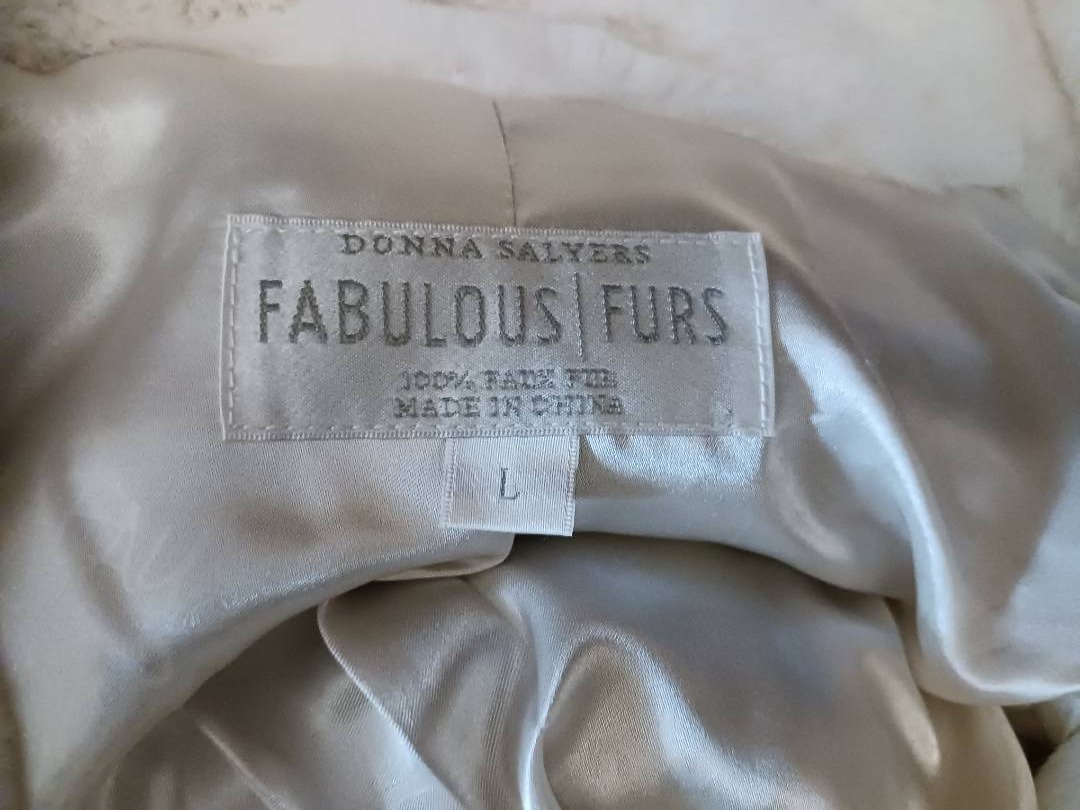 DONNA SALYERS
FABULOUS | FURS
100% FAUX FUR
MADE IN CHINA
L